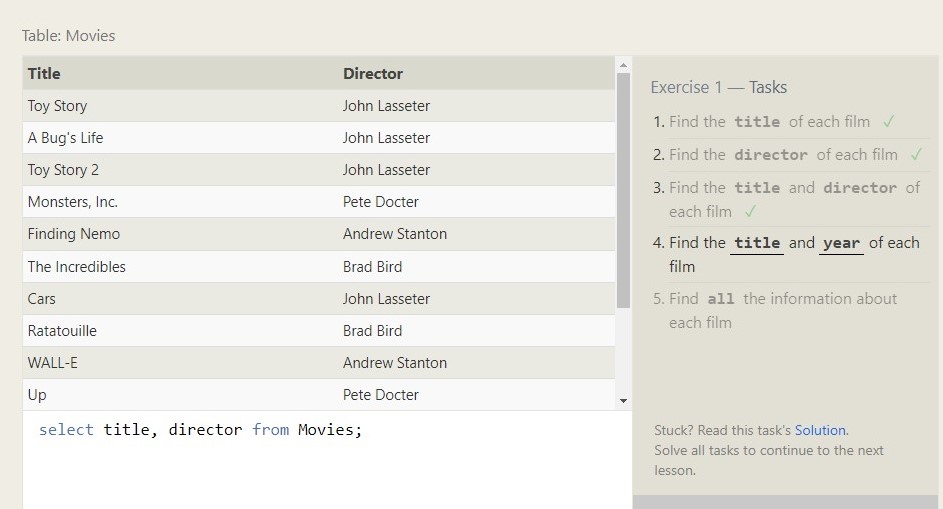 Table: Movies
Title Director
Toy Story John Lasseter
A Bug's Life John Lasseter
Toy Story 2 John Lasseter
Monsters, Inc. Pete Docter
Finding Nemo Andrew Stanton
The Incredibles Brad Bird
Cars John Lasseter
Ratatouille Brad Bird
WALL-E Andrew Stanton
Up Pete Docter
select title, director from Movies;
Exercise 1 — Tasks
1. Find the title of each film ✓
2. Find the director of each film ✓
3. Find the title and director of
each film ✓
4. Find the title and year of each
film
5. Find all the information about
each film
Stuck? Read this task's Solution.
Solve all tasks to continue to the next
lesson.